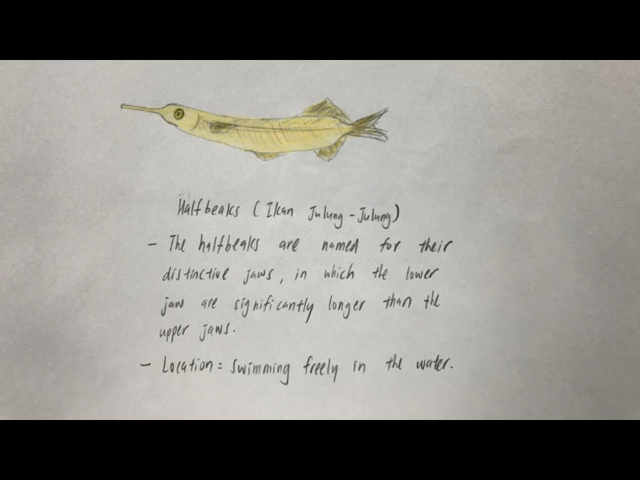 Halfbeaks (Ikan Julung-Julung)
- The halfbeaks are named for their
distinctive jaws, in which the lower
jaw are significantly longer than the
upper jaws.
- Location = Swimming freely in the water.